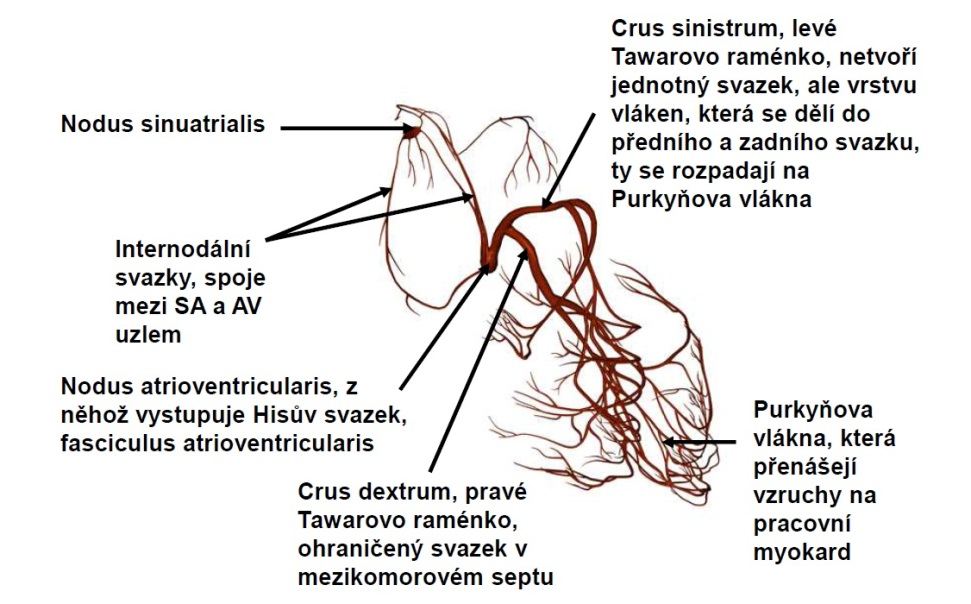 Crus sinistrum, levé
Tawarovo raménko, netvoří
jednotný svazek, ale vrstvu
vláken, která se dělí do
předního a zadního svazku,
ty se rozpadají na
Purkyňova vlákna
Nodus sinuatrialis
Internodální
svazky, spoje
mezi SA a AV
uzlem
Nodus atrioventricularis, z
něhož vystupuje Hisův svazek,
fasciculus atrioventricularis
Crus dextrum, pravé
Tawarovo raménko,
ohraničený svazek v
mezikomorovém septu
Purkyňova
vlákna, která
přenášejí
vzruchy na
pracovní
myokard